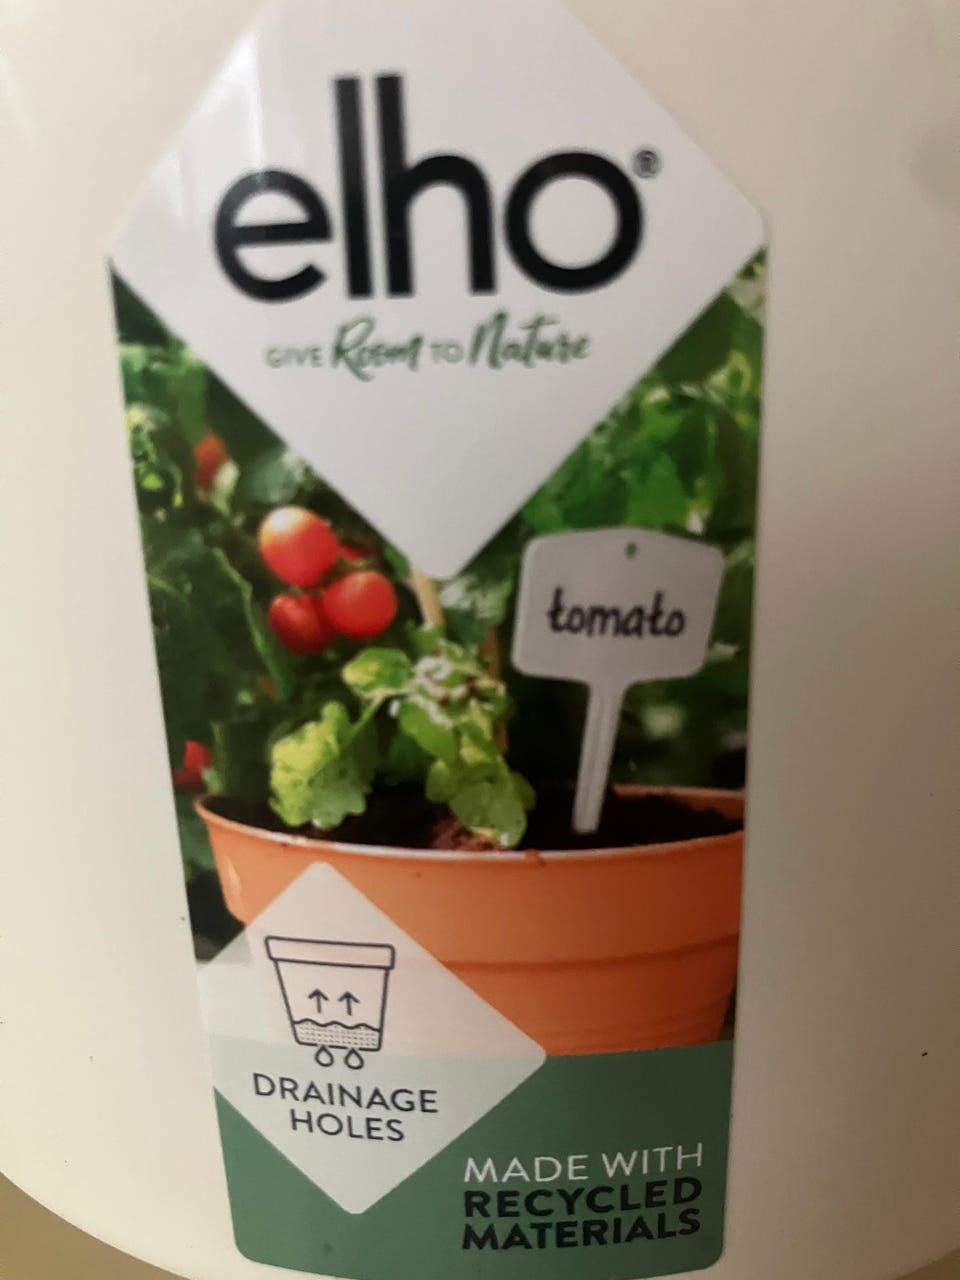 elho®
GIVE Room TO Nature
tomato
DRAINAGE
HOLES
MADE WITH
RECYCLED
MATERIALS